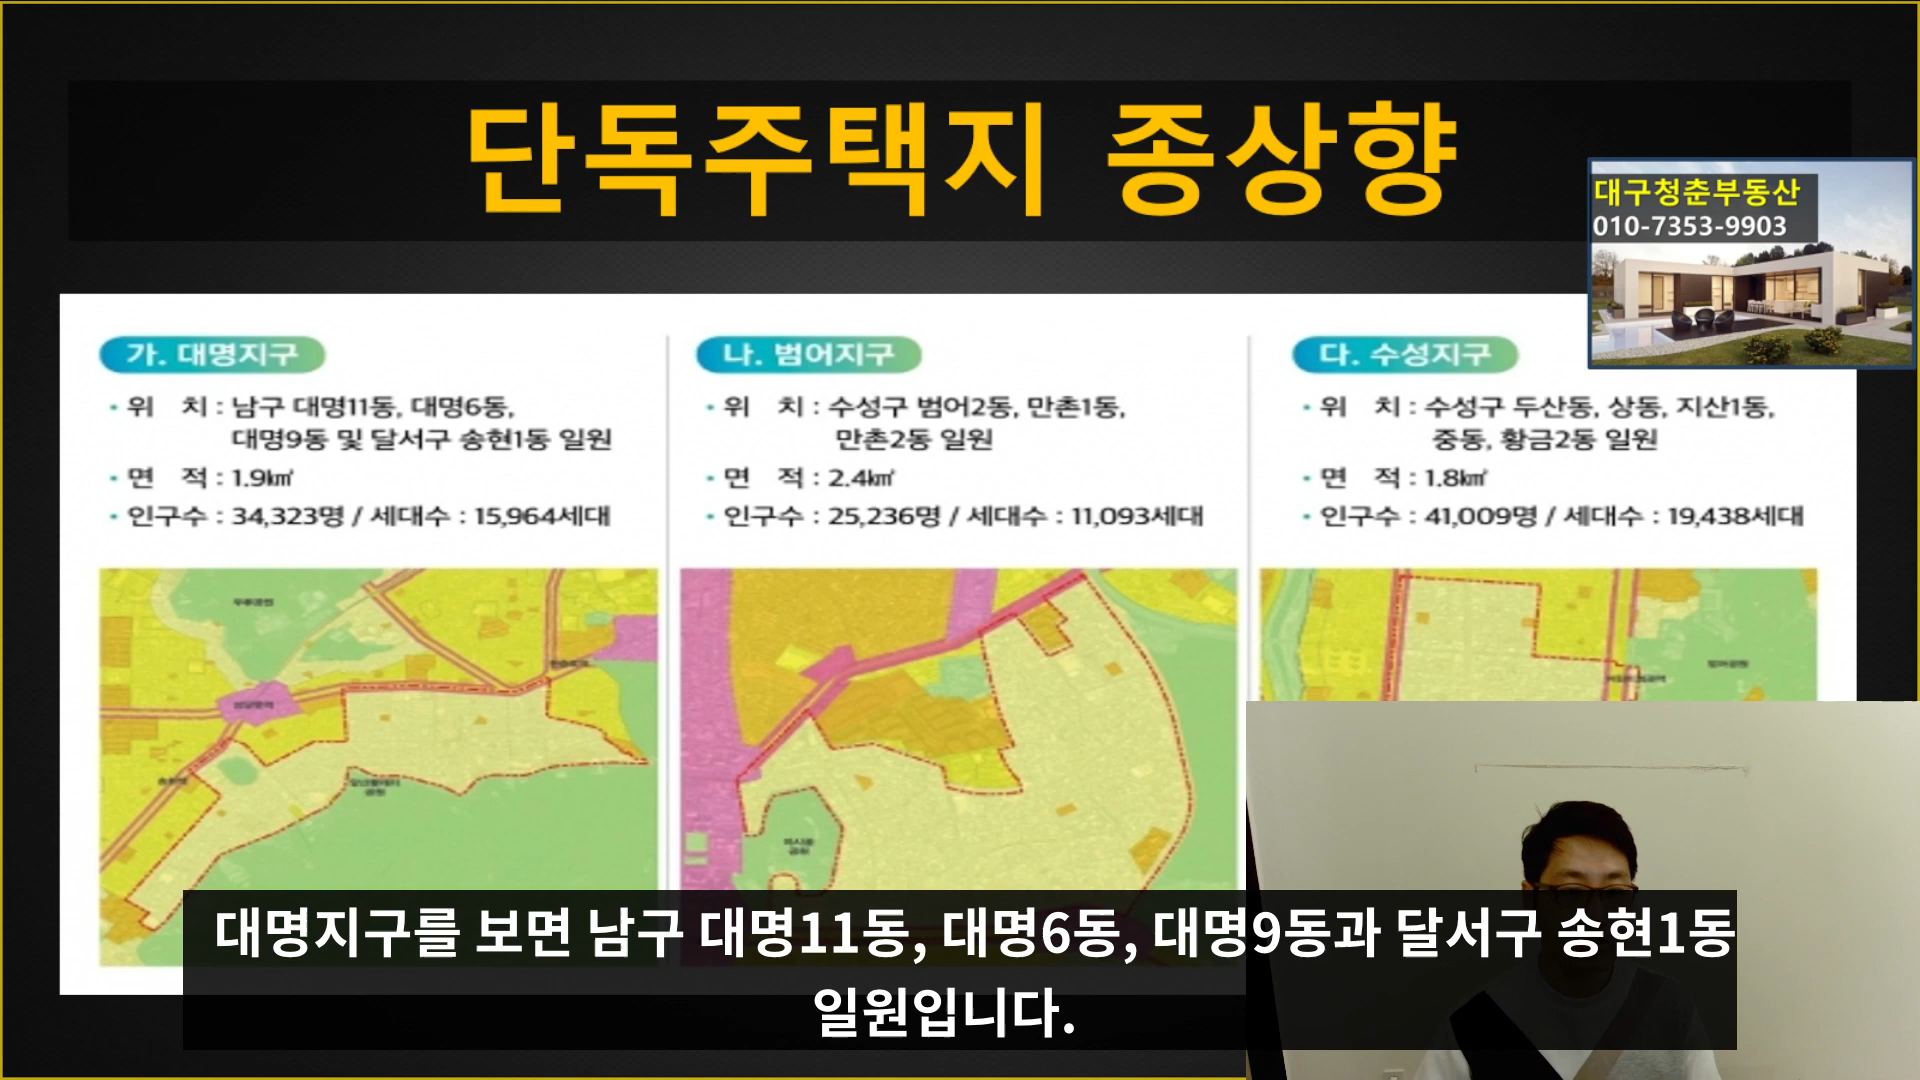 단독주택지 종상향
대구청춘부동산
010-7353-9903
가. 대명지구
• 위 치 : 남구 대명11동, 대명6동,
대명9동 및 달서구 송현1동 일원
• 면 적 : 1.9㎢
• 인구수 : 34,323명 / 세대수 : 15,964세대
나. 범어지구
• 위 치 : 수성구 범어2동, 만촌1동,
만촌2동 일원
• 면 적 : 2.4㎢
• 인구수 : 25,236명 / 세대수 : 11,093세대
다. 수성지구
• 위 치 : 수성구 두산동, 상동, 지산1동,
중동, 황금2동 일원
• 면 적 : 1.8㎢
• 인구수 : 41,009명 / 세대수 : 19,438세대
두류공원
대명지구를 보면 남구 대명11동, 대명6동, 대명9동과 달서구 송현1동
일원입니다.